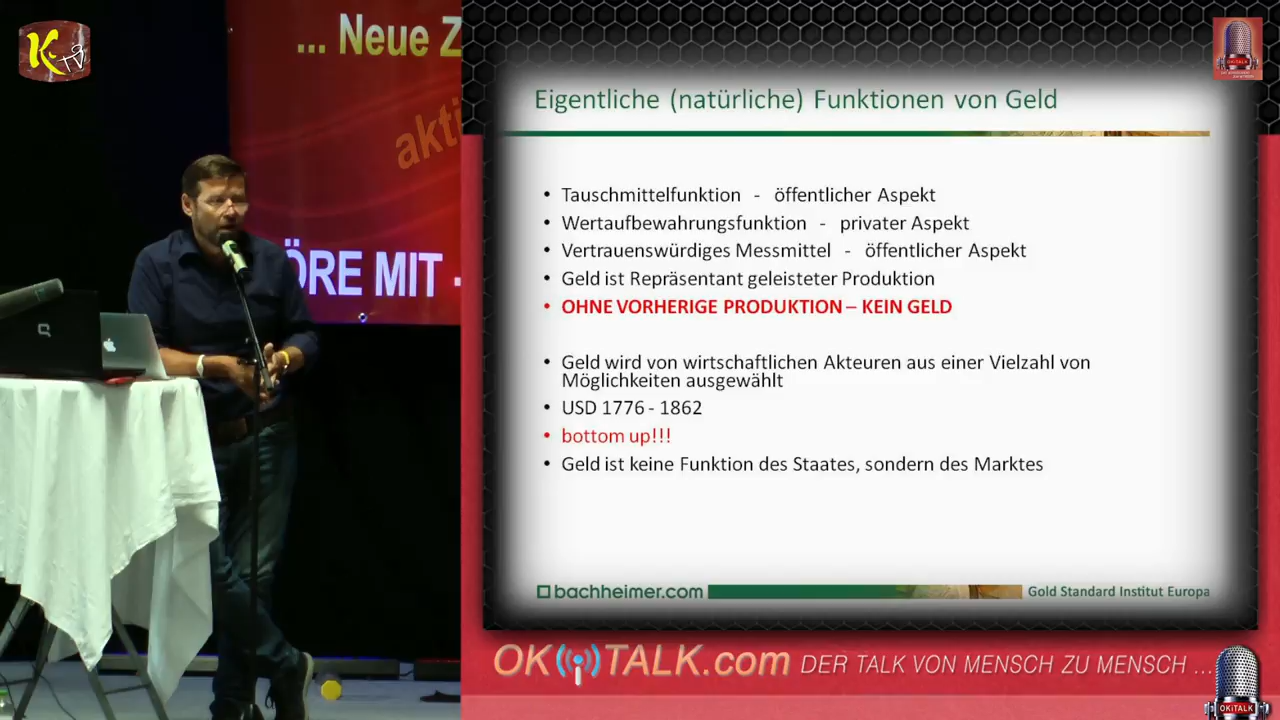 K TV
... Neue Z
akti
ÖRE MIT -
OKiTALK
Eigentliche (natürliche) Funktionen von Geld
• Tauschmittelfunktion - öffentlicher Aspekt
• Wertaufbewahrungsfunktion - privater Aspekt
• Vertrauenswürdiges Messmittel - öffentlicher Aspekt
• Geld ist Repräsentant geleisteter Produktion
• OHNE VORHERIGE PRODUKTION – KEIN GELD
• Geld wird von wirtschaftlichen Akteuren aus einer Vielzahl von
Möglichkeiten ausgewählt
• USD 1776 - 1862
• bottom up!!!
• Geld ist keine Funktion des Staates, sondern des Marktes
bachheimer.com
Gold Standard Institut Europa
OKiTALK.com DER TALK VON MENSCH ZU MENSCH ...
OKiTALK